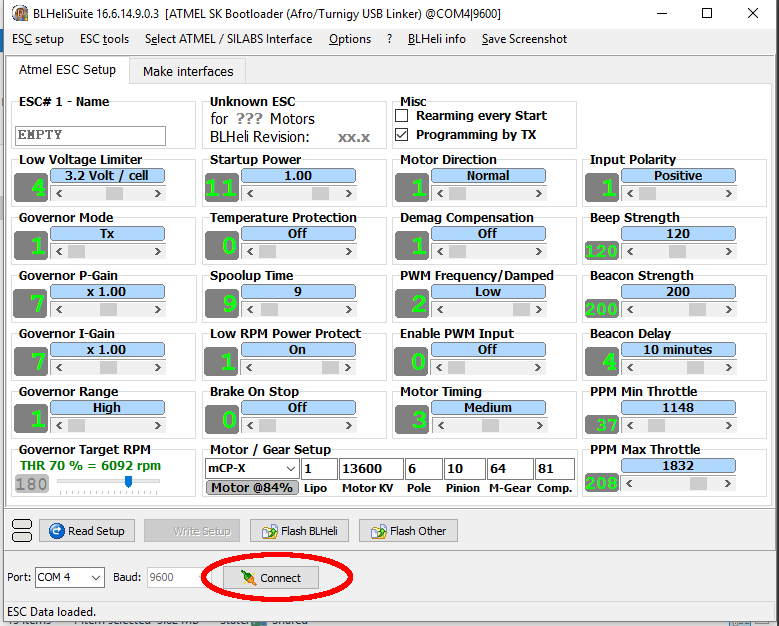 BLHeliSuite 16.6.14.9.0.3 [ATMEL SK Bootloader (Afro/Turnigy USB Linker) @COM4|9600]
ESC setup ESC tools Select ATMEL / SILABS Interface Options ? BLHeli info Save Screenshot
Atmel ESC Setup Make interfaces
ESC# 1 - Name Unknown ESC Misc
for ??? Motors Rearming every Start
EMPTY BLHeli Revision: xx.x Programming by TX
Low Voltage Limiter Startup Power Motor Direction Input Polarity
4 3.2 Volt / cell 11 1.00 1 Normal 1 Positive
Governor Mode Temperature Protection Demag Compensation Beep Strength
1 Tx 0 Off 1 Off 120 120
Governor P-Gain Spoolup Time PWM Frequency/Damped Beacon Strength
7 x 1.00 9 9 2 Low 200 200
Governor I-Gain Low RPM Power Protect Enable PWM Input Beacon Delay
7 x 1.00 1 On 0 Off 4 10 minutes
Governor Range Brake On Stop Motor Timing PPM Min Throttle
1 High 0 Off 3 Medium 37 1148
Governor Target RPM Motor / Gear Setup PPM Max Throttle
THR 70 % = 6092 rpm mCP-X 1 13600 6 10 64 81 1832
180 Motor @84% Lipo Motor KV Pole Pinion M-Gear Comp. 208
Read Setup Write Setup Flash BLHeli Flash Other
Port: COM 4 Baud: 9600 Connect
ESC Data loaded.